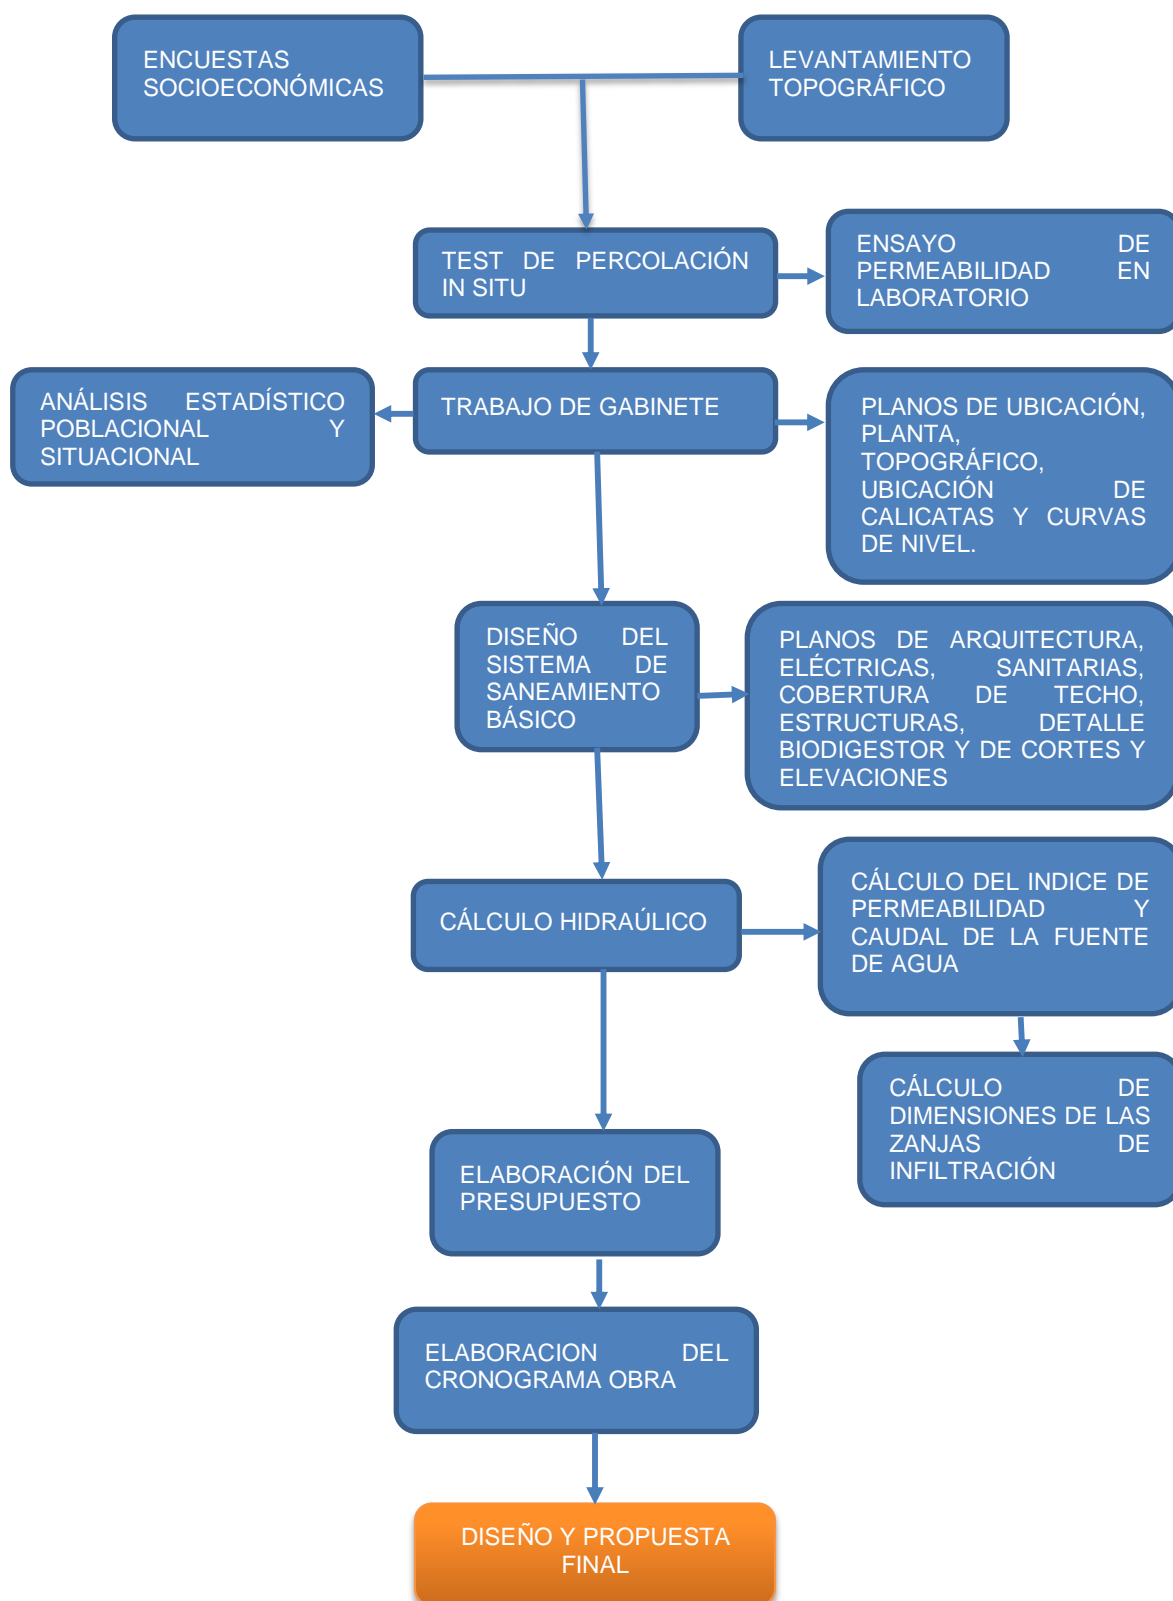 ENCUESTAS
SOCIOECONÓMICAS
LEVANTAMIENTO
TOPOGRÁFICO
TEST DE PERCOLACIÓN
IN SITU
ENSAYO DE
PERMEABILIDAD EN
LABORATORIO
ANÁLISIS ESTADÍSTICO
POBLACIONAL Y
SITUACIONAL
TRABAJO DE GABINETE
PLANOS DE UBICACIÓN,
PLANTA,
TOPOGRÁFICO,
UBICACIÓN DE
CALICATAS Y CURVAS
DE NIVEL.
DISEÑO DEL
SISTEMA DE
SANEAMIENTO
BÁSICO
PLANOS DE ARQUITECTURA,
ELÉCTRICAS, SANITARIAS,
COBERTURA DE TECHO,
ESTRUCTURAS, DETALLE
BIODIGESTOR Y DE CORTES Y
ELEVACIONES
CÁLCULO HIDRAÚLICO
CÁLCULO DEL INDICE DE
PERMEABILIDAD Y
CAUDAL DE LA FUENTE
DE AGUA
CÁLCULO DE
DIMENSIONES DE LAS
ZANJAS DE
INFILTRACIÓN
ELABORACIÓN DEL
PRESUPUESTO
ELABORACION DEL
CRONOGRAMA OBRA
DISEÑO Y PROPUESTA
FINAL